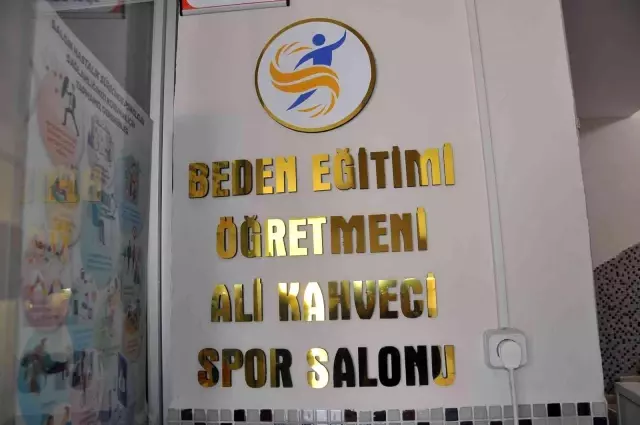 BEDEN EĞİTİMİ
ÖĞRETMENİ
ALİ KAHVECİ
SPOR SALONU